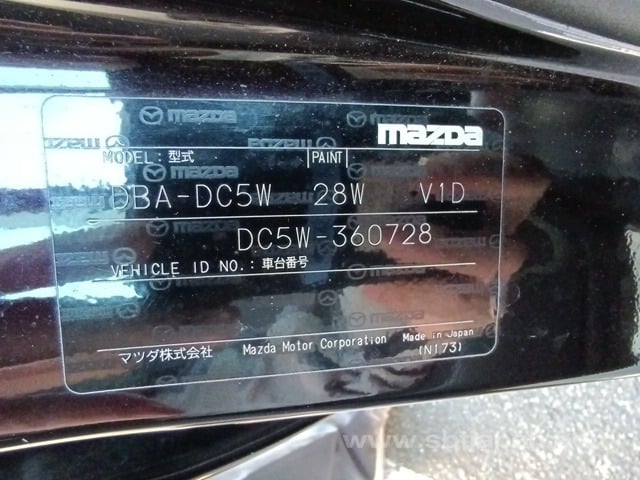 mazda
MODEL:型式 PAINT
DBA-DC5W 28W V1D
DC5W-360728
VEHICLE ID NO.:車台番号
マツダ株式会社 Mazda Motor Corporation Made in Japan
(N173)